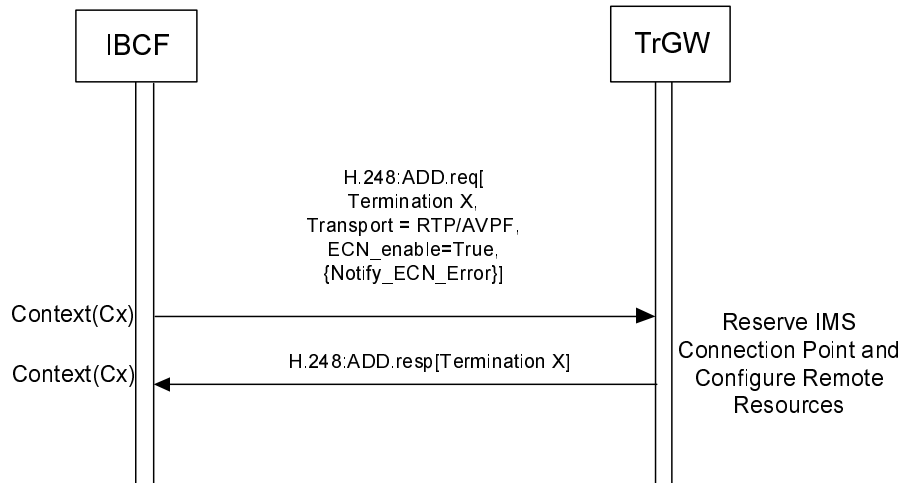 IBCF
TrGW
H.248:ADD.req[
Termination X,
Transport = RTP/AVPF,
ECN_enable=True,
{Notify_ECN_Error}]
Context(Cx)
Reserve IMS
Connection Point and
Configure Remote
Resources
H.248:ADD.resp[Termination X]
Context(Cx)